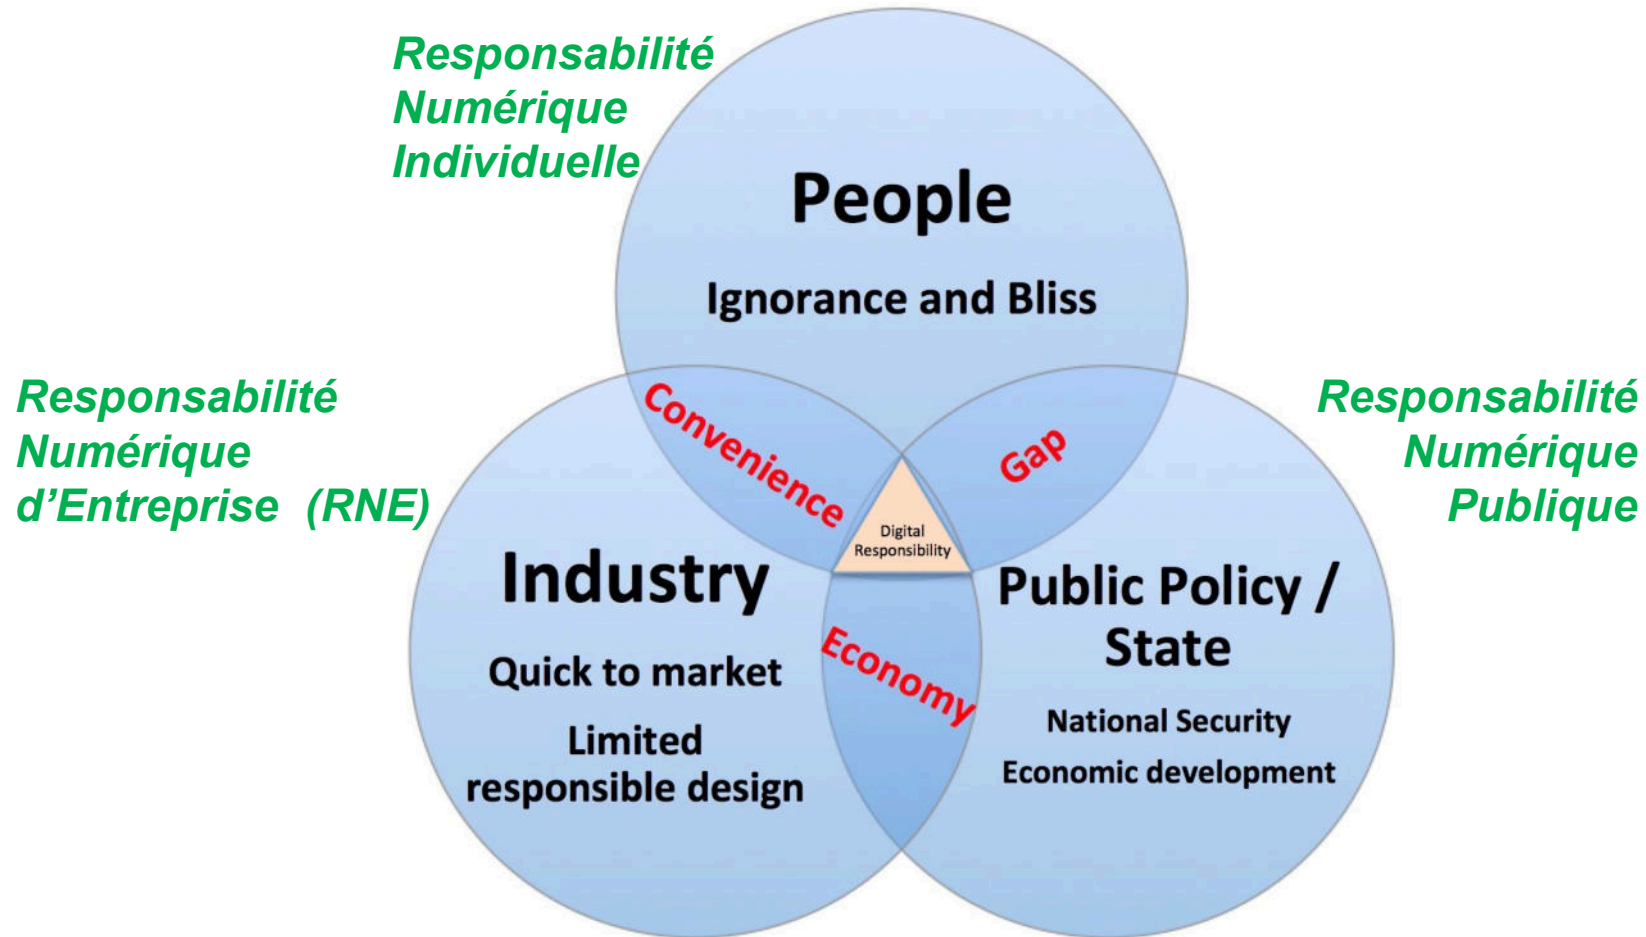 Responsabilité
Numérique
Individuelle
People
Ignorance and Bliss
Responsabilité
Numérique
d’Entreprise (RNE)
Responsabilité
Numérique
Publique
Convenience
Gap
Digital
Responsibility
Industry
Quick to market
Limited
responsible design
Economy
Public Policy /
State
National Security
Economic development